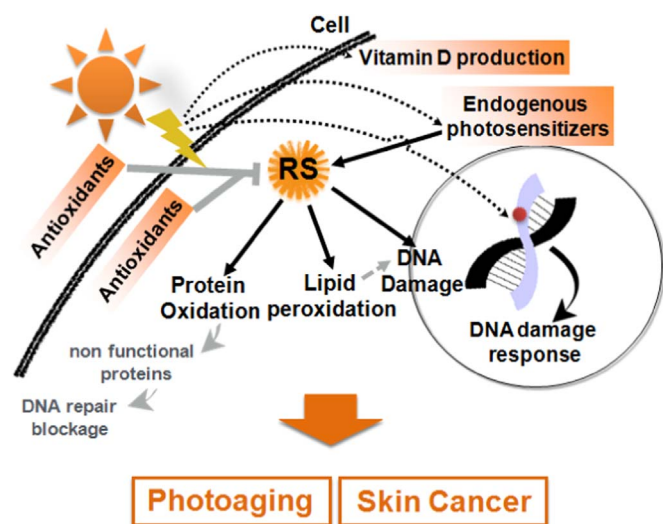 Cell
Vitamin D production
Endogenous
photosensitizers
RS
Antioxidants
Antioxidants
DNA
Damage
Protein
Oxidation
Lipid
peroxidation
DNA damage
response
non functional
proteins
DNA repair
blockage
Photoaging
Skin Cancer